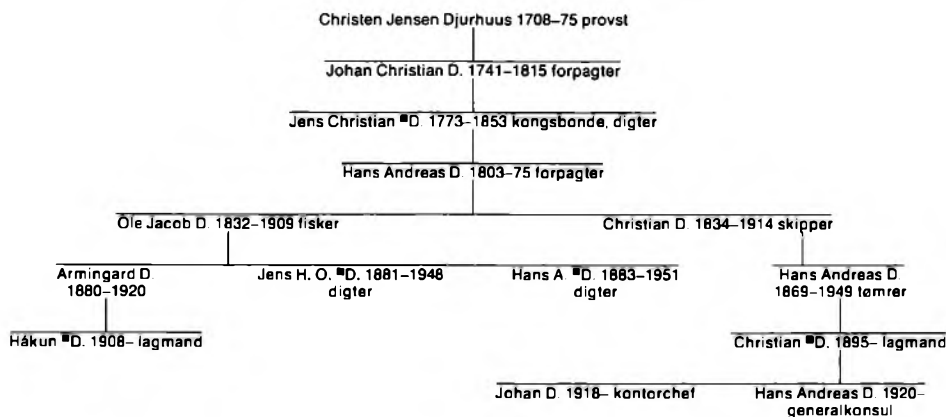 Christen Jensen Djurhuus 1708–75 provst
Johan Christian D. 1741–1815 forpagter
Jens Christian ■D. 1773–1853 kongsbonde, digter
Hans Andreas D. 1803–75 forpagter
Ole Jacob D. 1832–1909 fisker
Christian D. 1834–1914 skipper
Armingard D.
1880–1920
Jens H. O. ■D. 1881–1948
digter
Hans A. ■D. 1883–1951
digter
Hans Andreas D.
1869–1949 tømrer
Hákun ■D. 1908– lagmand
Christian ■D. 1895– lagmand
Johan D. 1918– kontorchef
Hans Andreas D. 1920–
generalkonsul